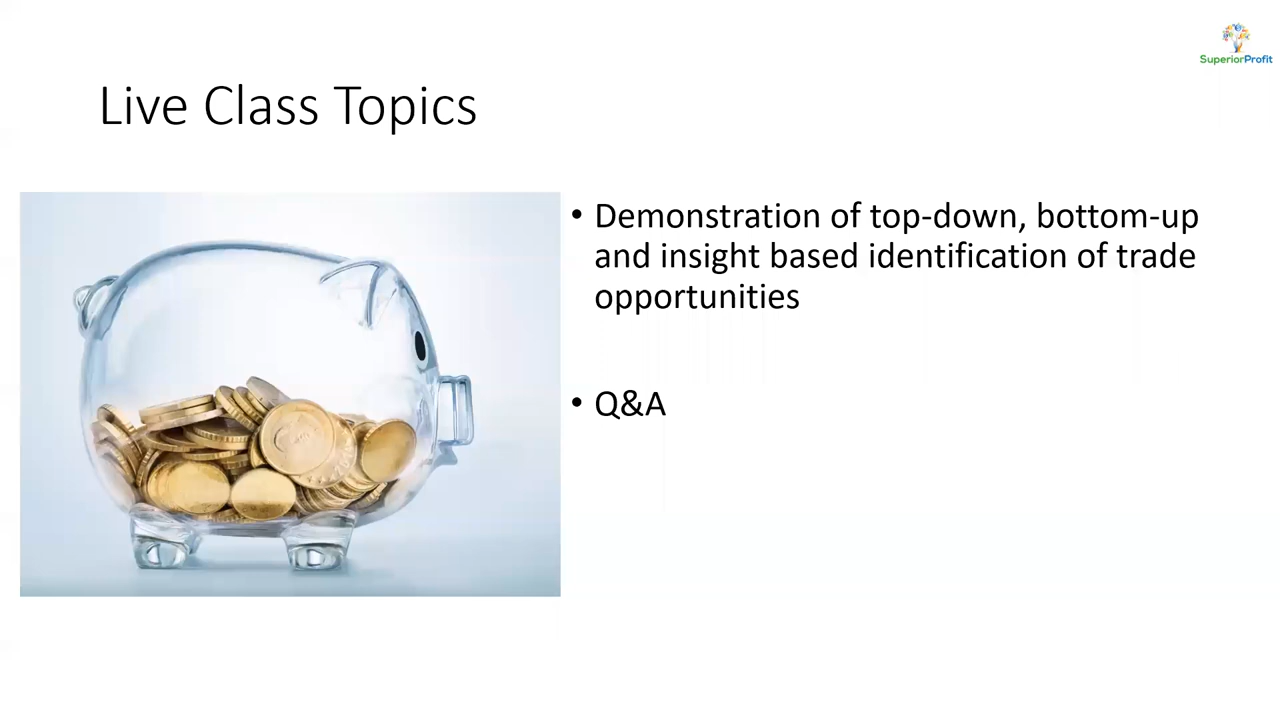 SuperiorProfit
Live Class Topics
• Demonstration of top-down, bottom-up
and insight based identification of trade
opportunities
• Q&A